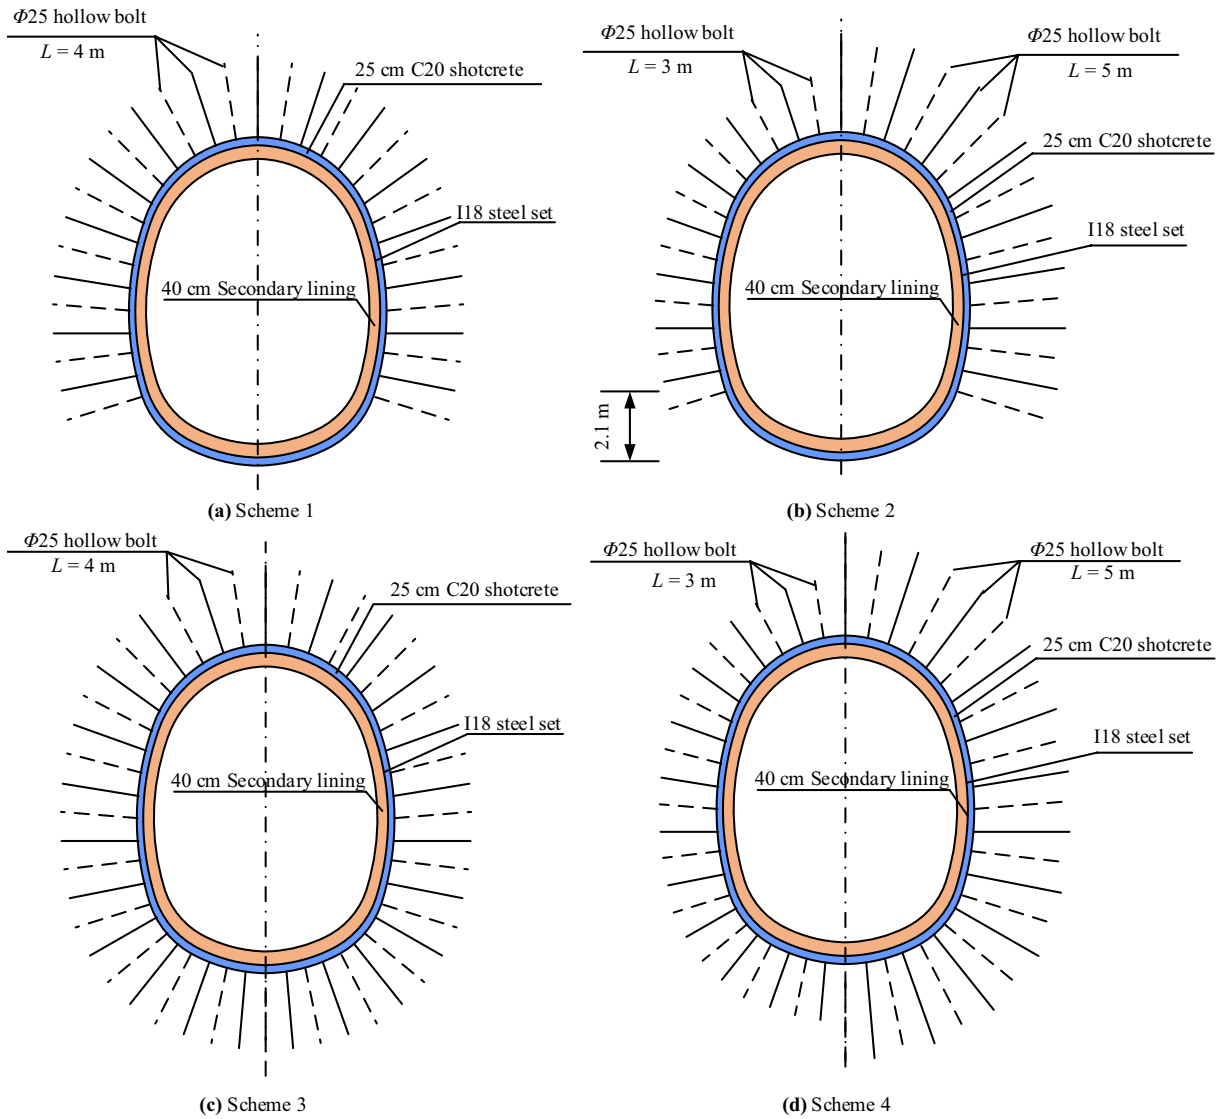 Φ25 hollow bolt
L = 4 m
25 cm C20 shotcrete
I18 steel set
40 cm Secondary lining
(a) Scheme 1
Φ25 hollow bolt
L = 3 m
Φ25 hollow bolt
L = 5 m
25 cm C20 shotcrete
I18 steel set
40 cm Secondary lining
2.1 m
(b) Scheme 2
Φ25 hollow bolt
L = 4 m
25 cm C20 shotcrete
I18 steel set
40 cm Secondary lining
(c) Scheme 3
Φ25 hollow bolt
L = 3 m
Φ25 hollow bolt
L = 5 m
25 cm C20 shotcrete
I18 steel set
40 cm Secondary lining
(d) Scheme 4